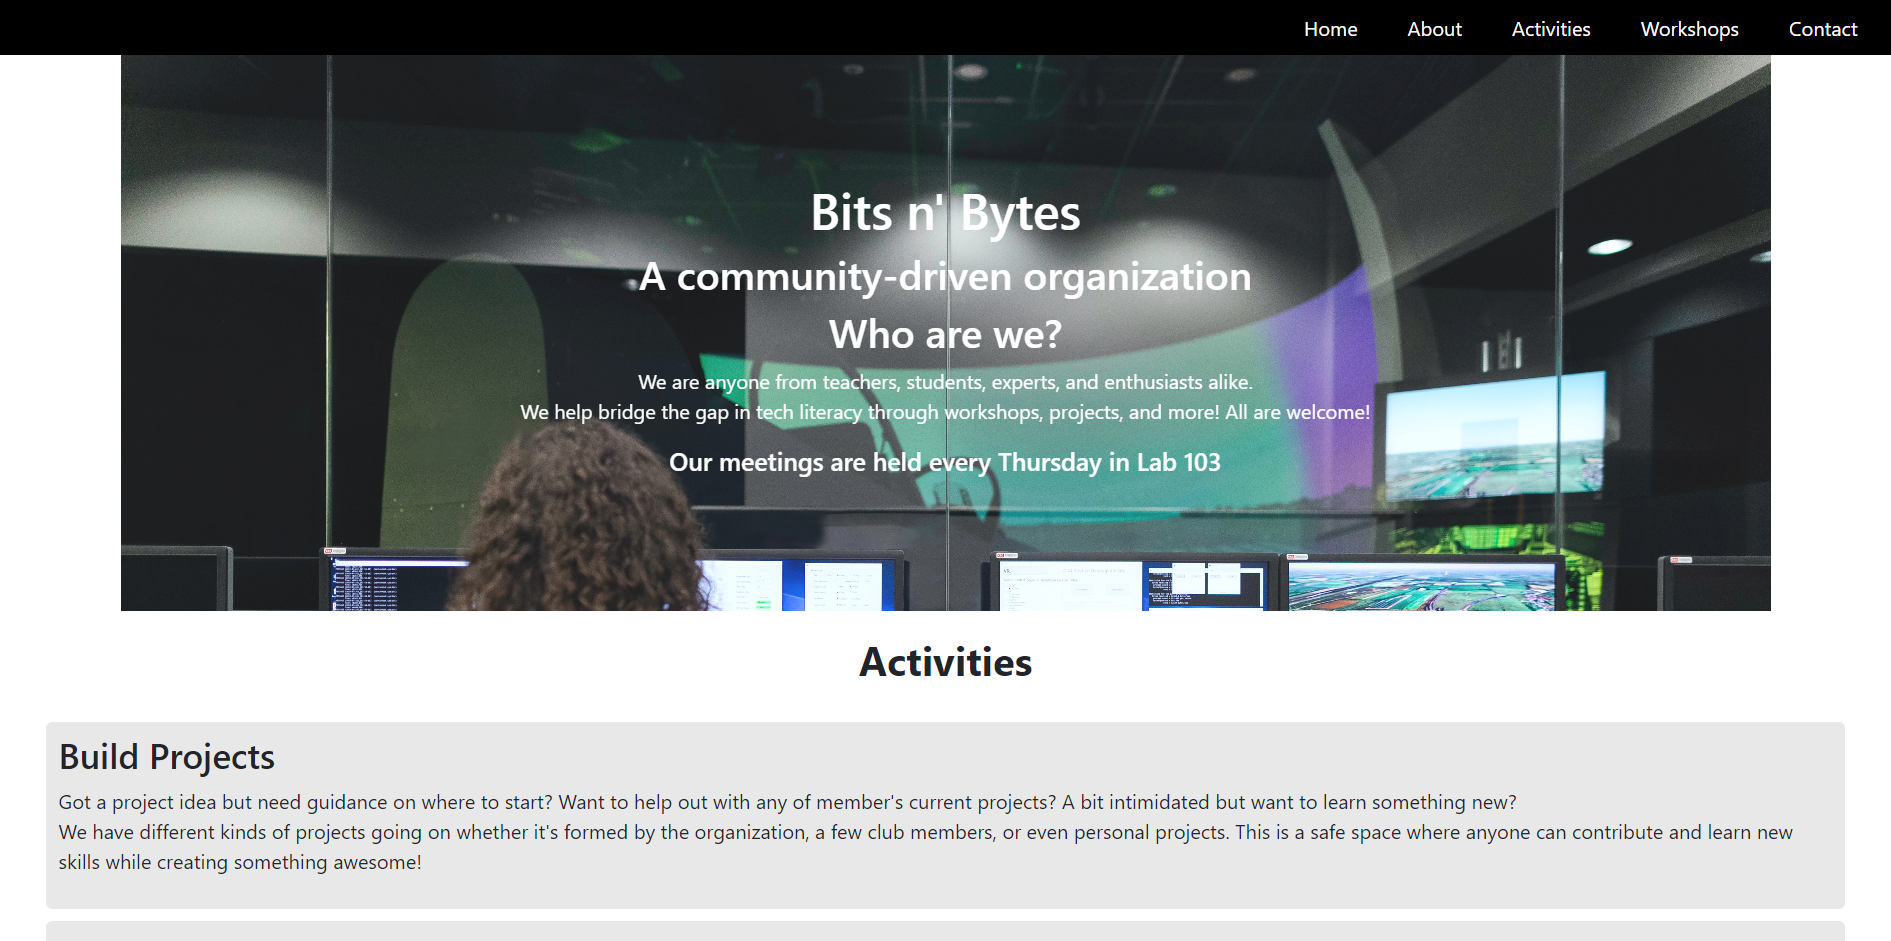 Home About Activities Workshops Contact
Bits n' Bytes
A community-driven organization
Who are we?
We are anyone from teachers, students, experts, and enthusiasts alike.
We help bridge the gap in tech literacy through workshops, projects, and more! All are welcome!
Our meetings are held every Thursday in Lab 103
Activities
Build Projects
Got a project idea but need guidance on where to start? Want to help out with any of member's current projects? A bit intimidated but want to learn something new?
We have different kinds of projects going on whether it's formed by the organization, a few club members, or even personal projects. This is a safe space where anyone can contribute and learn new
skills while creating something awesome!